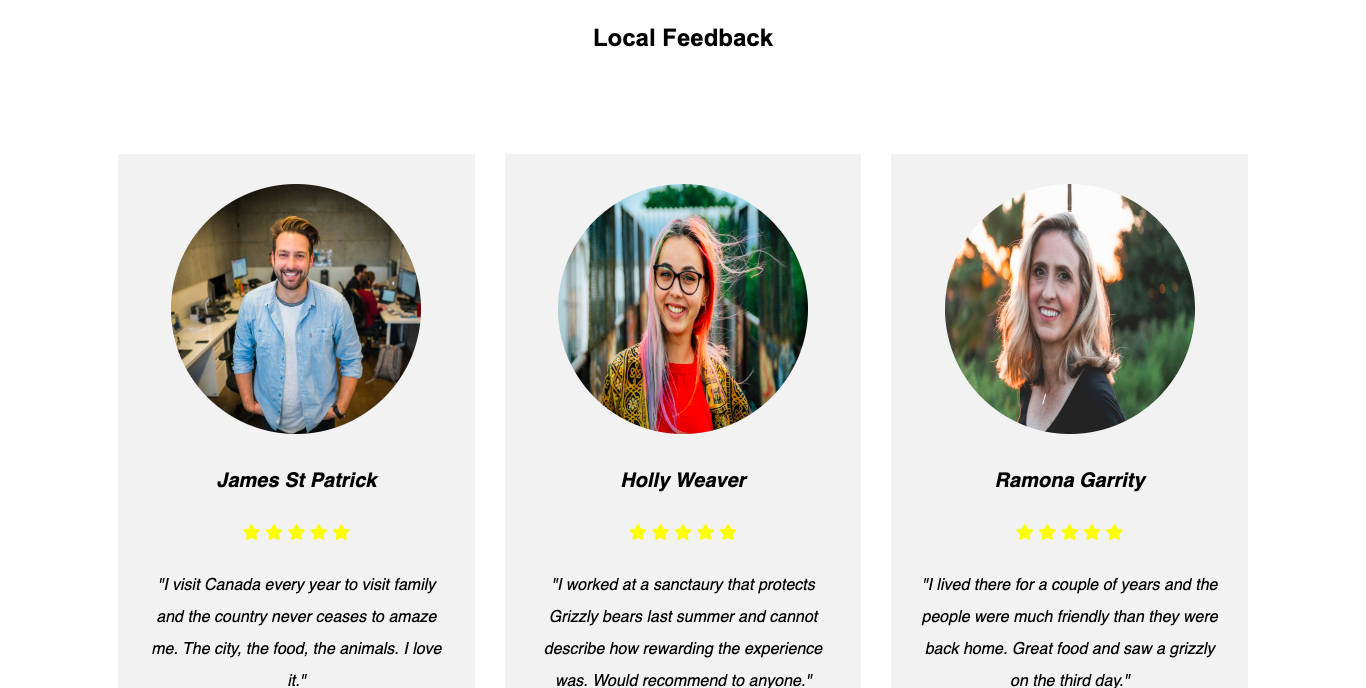 Local Feedback
James St Patrick
"I visit Canada every year to visit family
and the country never ceases to amaze
me. The city, the food, the animals. I love
it."
Holly Weaver
"I worked at a sanctaury that protects
Grizzly bears last summer and cannot
describe how rewarding the experience
was. Would recommend to anyone."
Ramona Garrity
"I lived there for a couple of years and the
people were much friendly than they were
back home. Great food and saw a grizzly
on the third day."